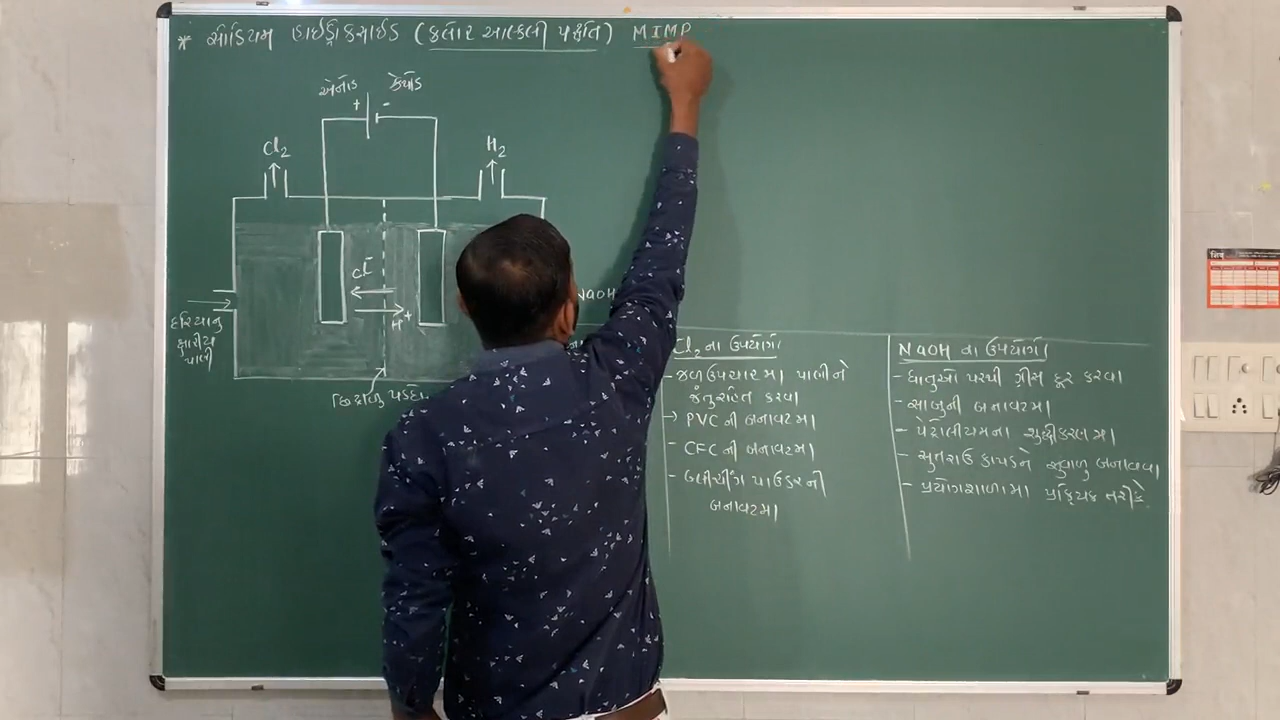 * સોડિયમ હાઈડ્રોક્સાઈડ (ક્લોર આલ્કલી પધ્ધતિ) MIMP
એનોડ કેથોડ
+ -
Cl₂ H₂
Cl⁻
H⁺
NaOH
દરિયાનુ
ક્ષારીય
પાણી
છિદ્રાળુ
Cl₂ ના ઉપયોગો
- જળ ઉપચારમાં પાણીને
જંતુરહિત કરવા
→ PVC ની બનાવટમાં
- CFC ની બનાવટમાં
- બ્લીચીંગ પાઉડરની
બનાવટમાં
NaOH ના ઉપયોગો
- ધાતુઓ પરથી ગ્રીસ દૂર કરવા
- સાબુની બનાવટમાં
- પેટ્રોલીયમના શુધ્ધીકરણમાં
- સુતરાઉ કાપડને સુવાળુ બનાવવા
- પ્રયોગશાળામાં પ્રક્રિયક તરીકે